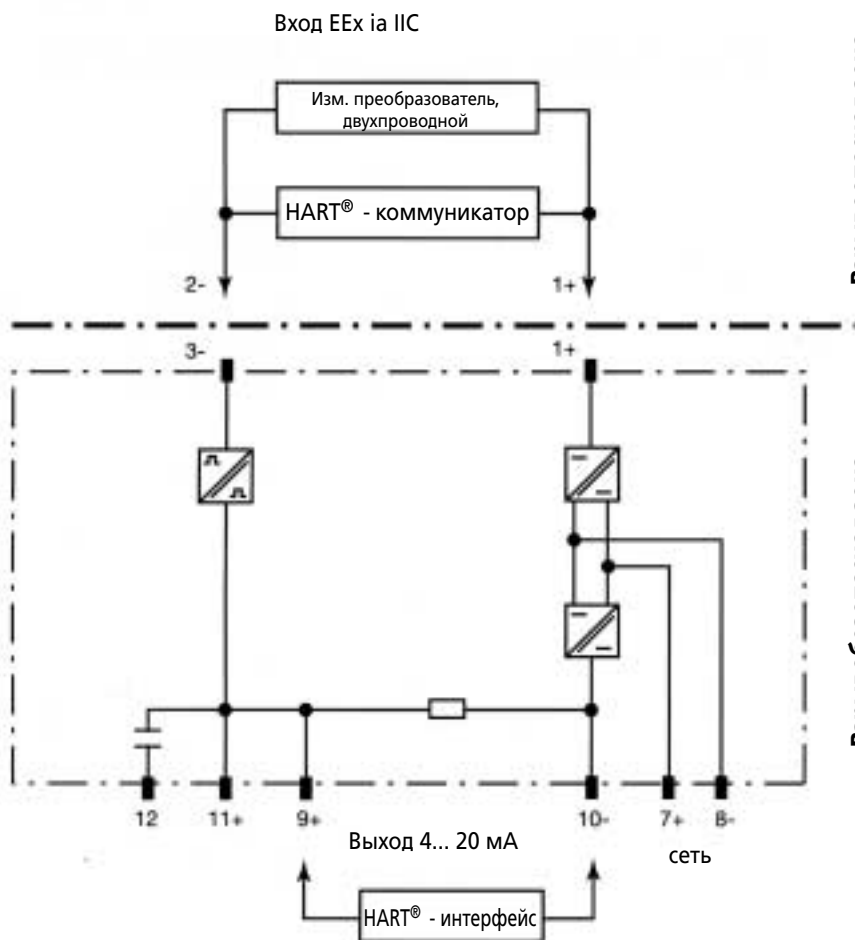 Вход EEx ia IIC
Изм. преобразователь,
двухпроводной
HART® - коммуникатор
2-
1+
3-
1+
12
11+
9+
10-
7+
8-
Выход 4... 20 мА
сеть
HART® - интерфейс